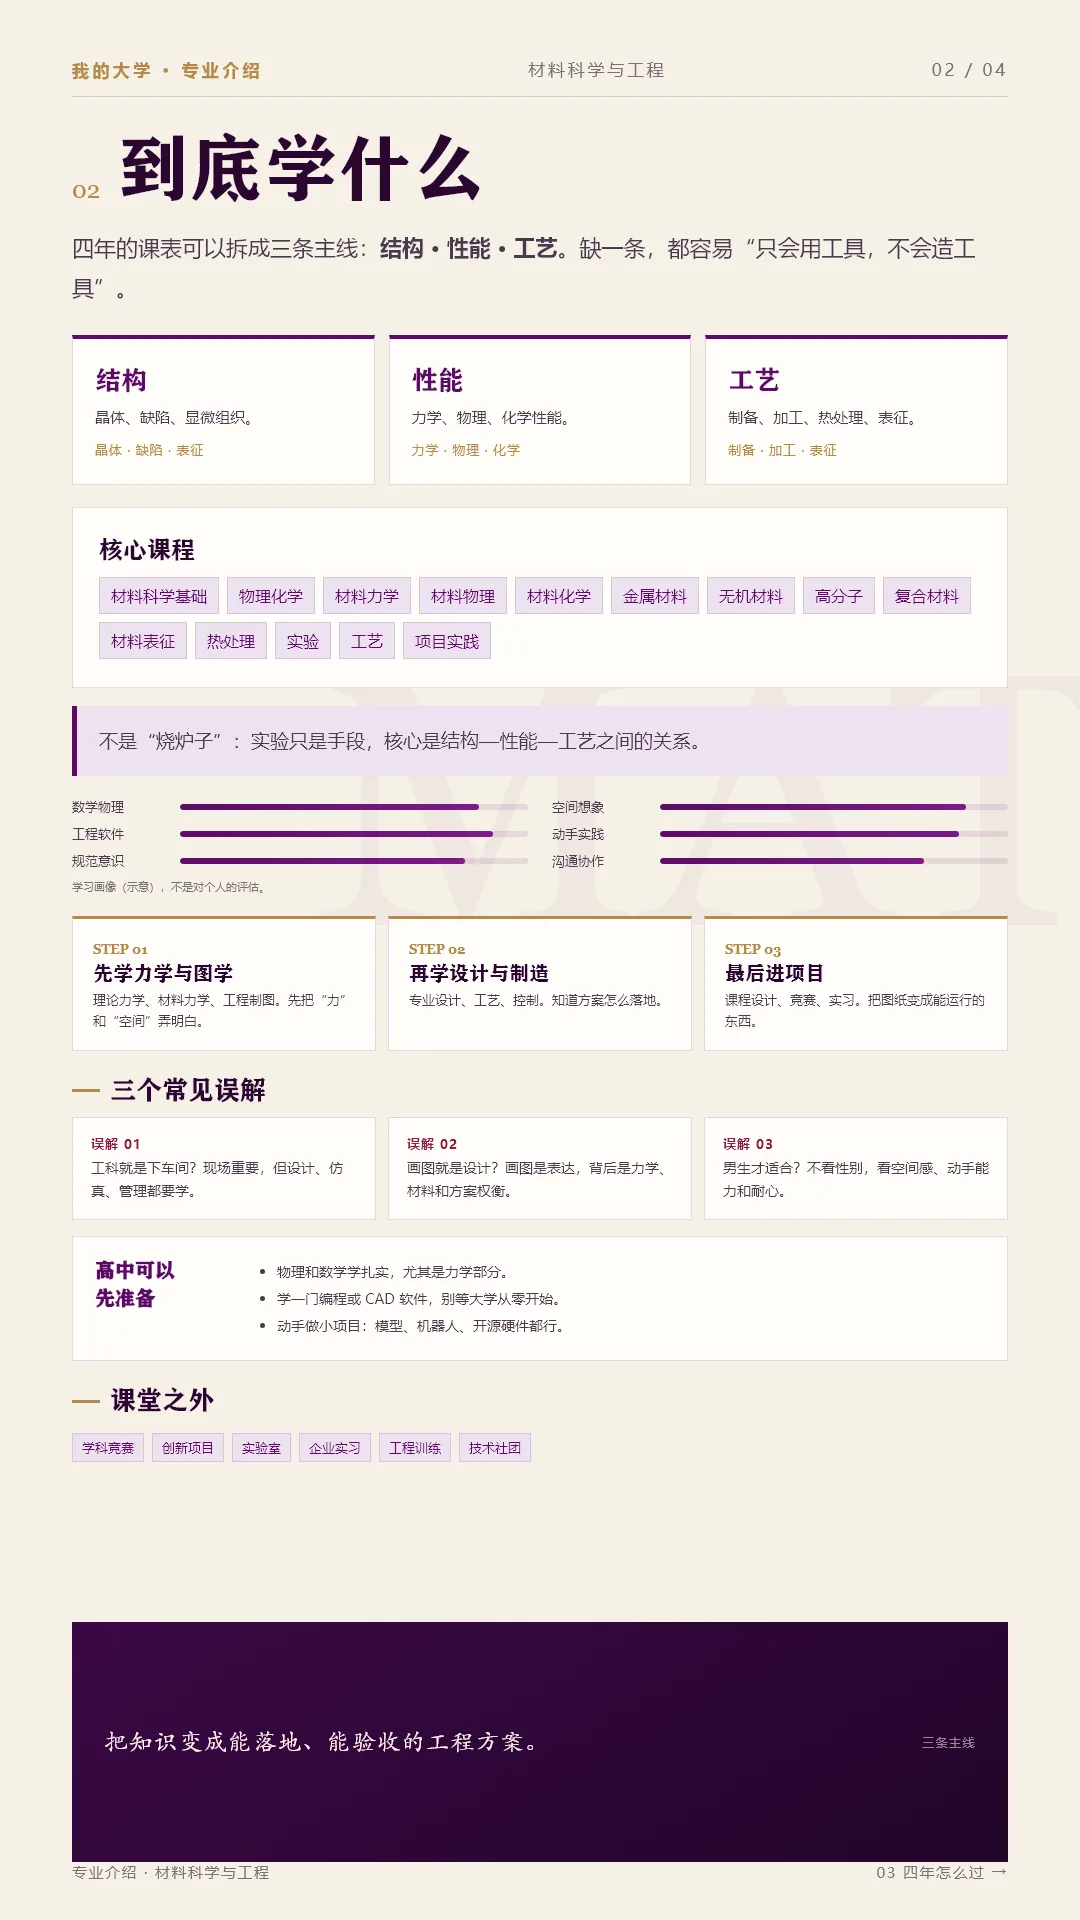 我的大学 · 专业介绍
材料科学与工程
02 / 04
02 到底学什么
四年的课表可以拆成三条主线：结构 · 性能 · 工艺。缺一条，都容易“只会用工具，不会造工
具”。
结构
晶体、缺陷、显微组织。
晶体 · 缺陷 · 表征
性能
力学、物理、化学性能。
力学 · 物理 · 化学
工艺
制备、加工、热处理、表征。
制备 · 加工 · 表征
核心课程
材料科学基础 物理化学 材料力学 材料物理 材料化学 金属材料 无机材料 高分子 复合材料
材料表征 热处理 实验 工艺 项目实践
MAT
不是“烧炉子”：实验只是手段，核心是结构—性能—工艺之间的关系。
数学物理
空间想象
工程软件
动手实践
规范意识
沟通协作
学习画像（示意），不是对个人的评估。
STEP 01
先学力学与图学
理论力学、材料力学、工程制图。先把“力”
和“空间”弄明白。
STEP 02
再学设计与制造
专业设计、工艺、控制。知道方案怎么落地。
STEP 03
最后进项目
课程设计、竞赛、实习。把图纸变成能运行的
东西。
三个常见误解
误解 01
工科就是下车间？现场重要，但设计、仿
真、管理都要学。
误解 02
画图就是设计？画图是表达，背后是力学、
材料和方案权衡。
误解 03
男生才适合？不看性别，看空间感、动手能
力和耐心。
高中可以
先准备
• 物理和数学学扎实，尤其是力学部分。
• 学一门编程或 CAD 软件，别等大学从零开始。
• 动手做小项目：模型、机器人、开源硬件都行。
课堂之外
学科竞赛 创新项目 实验室 企业实习 工程训练 技术社团
把知识变成能落地、能验收的工程方案。
三条主线
专业介绍 · 材料科学与工程
03 四年怎么过 →